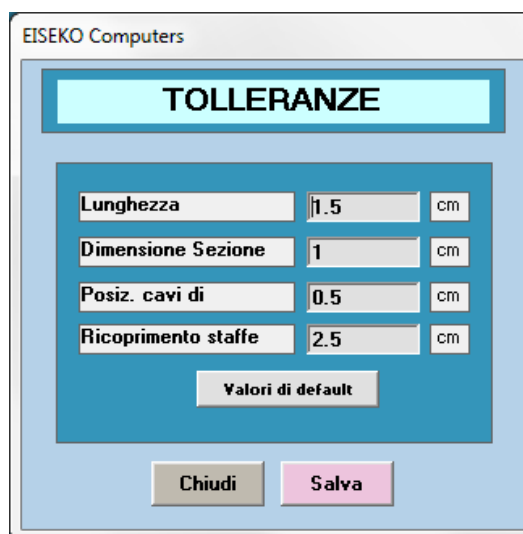 EISEKO Computers
TOLLERANZE
Lunghezza 1.5 cm
Dimensione Sezione 1 cm
Posiz. cavi di 0.5 cm
Ricoprimento staffe 2.5 cm
Valori di default
Chiudi Salva